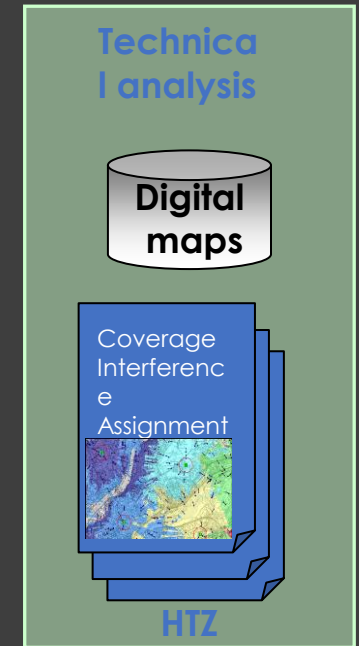 Technica
l analysis
Digital
maps
Coverage
Interferenc
e
Assignment
HTZ